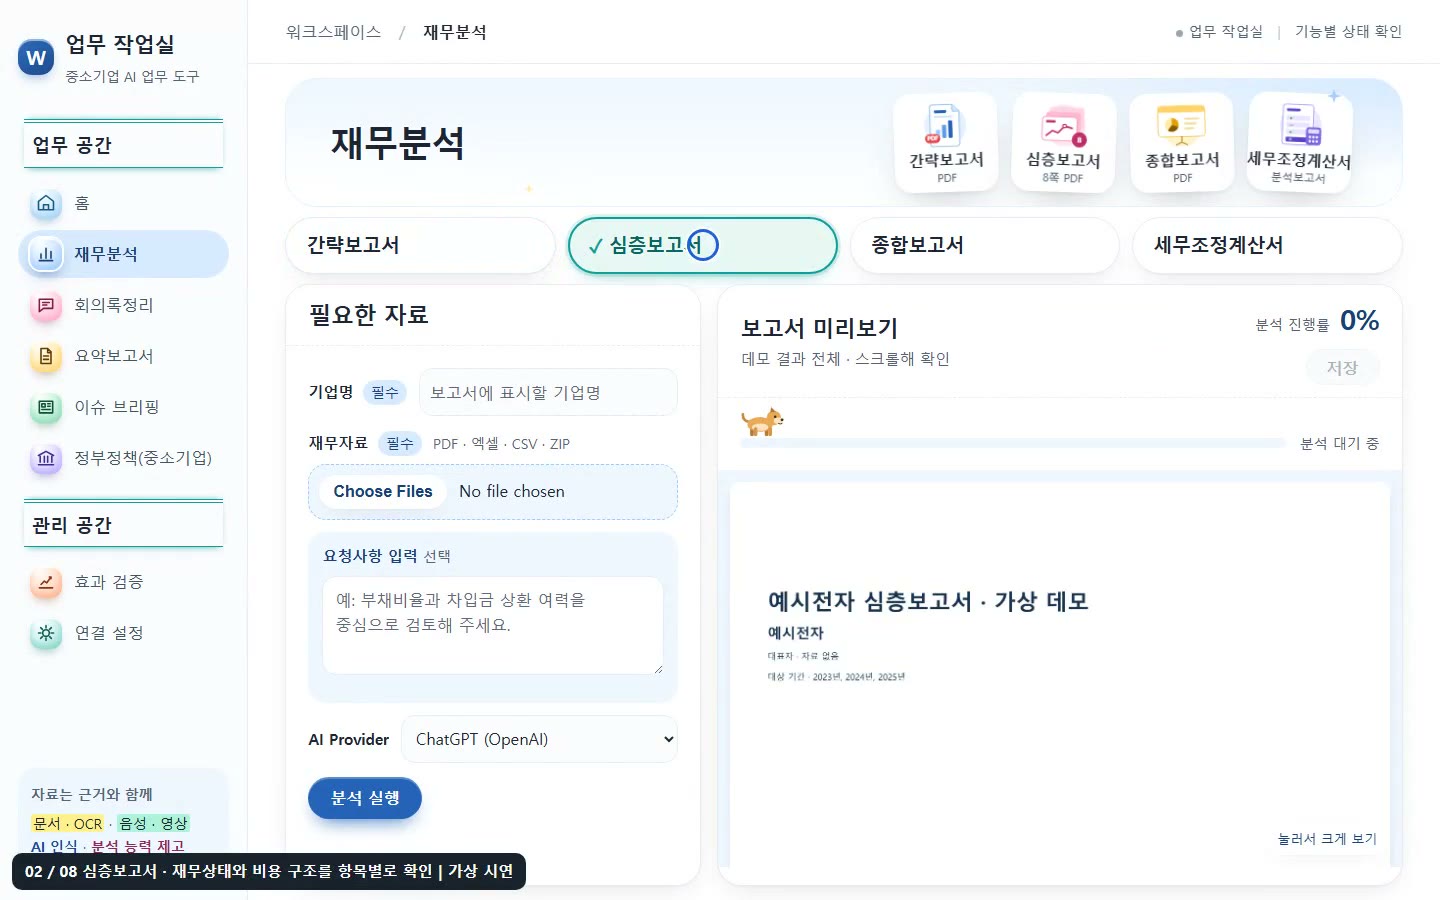 W
업무 작업실
중소기업 AI 업무 도구
업무 공간
홈
재무분석
회의록정리
요약보고서
이슈 브리핑
정부정책(중소기업)
관리 공간
효과 검증
연결 설정
자료는 근거와 함께
문서 · OCR · 음성 · 영상
AI 인식 · 분석 능력 제고
워크스페이스 / 재무분석
업무 작업실 | 기능별 상태 확인
재무분석
PDF
간략보고서
PDF
8
심층보고서
8쪽 PDF
종합보고서
PDF
세무조정계산서
분석보고서
간략보고서
✓ 심층보고서
종합보고서
세무조정계산서
필요한 자료
기업명 필수 보고서에 표시할 기업명
재무자료 필수 PDF · 엑셀 · CSV · ZIP
Choose Files No file chosen
요청사항 입력 선택
예: 부채비율과 차입금 상환 여력을
중심으로 검토해 주세요.
AI Provider ChatGPT (OpenAI)
분석 실행
보고서 미리보기
데모 결과 전체 · 스크롤해 확인
분석 진행률 0%
저장
분석 대기 중
예시전자 심층보고서 · 가상 데모
예시전자
대표자 · 자료 없음
대상 기간 · 2023년, 2024년, 2025년
눌러서 크게 보기
02 / 08 심층보고서 · 재무상태와 비용 구조를 항목별로 확인 | 가상 시연